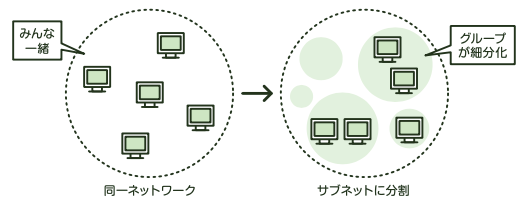 みんな
一緒
グループ
が細分化
同一ネットワーク
サブネットに分割